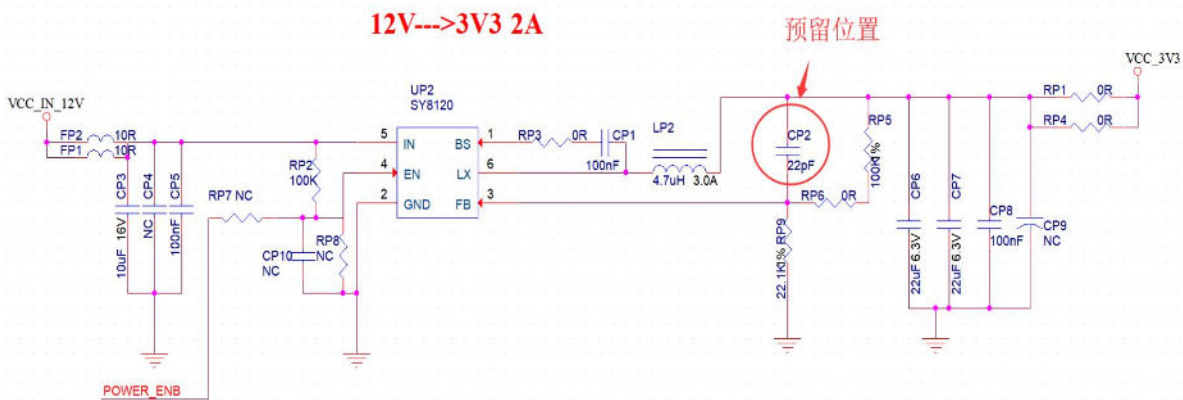 12V--->3V3 2A
预留位置
VCC_3V3
VCC_IN_12V
UP2
SY8120
FP2 10R
FP1 10R
5 IN
BS 1
4 EN
LX 6
2 GND
FB 3
RP3 0R
CP1
100nF
LP2
4.7uH 3.0A
CP2
22pF
RP5
100K 1%
RP6 0R
RP9
22.1K 1%
RP1 0R
RP4 0R
RP2
100K
RP7 NC
CP3
10uF 16V
CP4
NC
CP5
100nF
CP10
NC
RP8
NC
CP6
22uF 6.3V
CP7
22uF 6.3V
CP8
100nF
CP9
NC
POWER_ENB